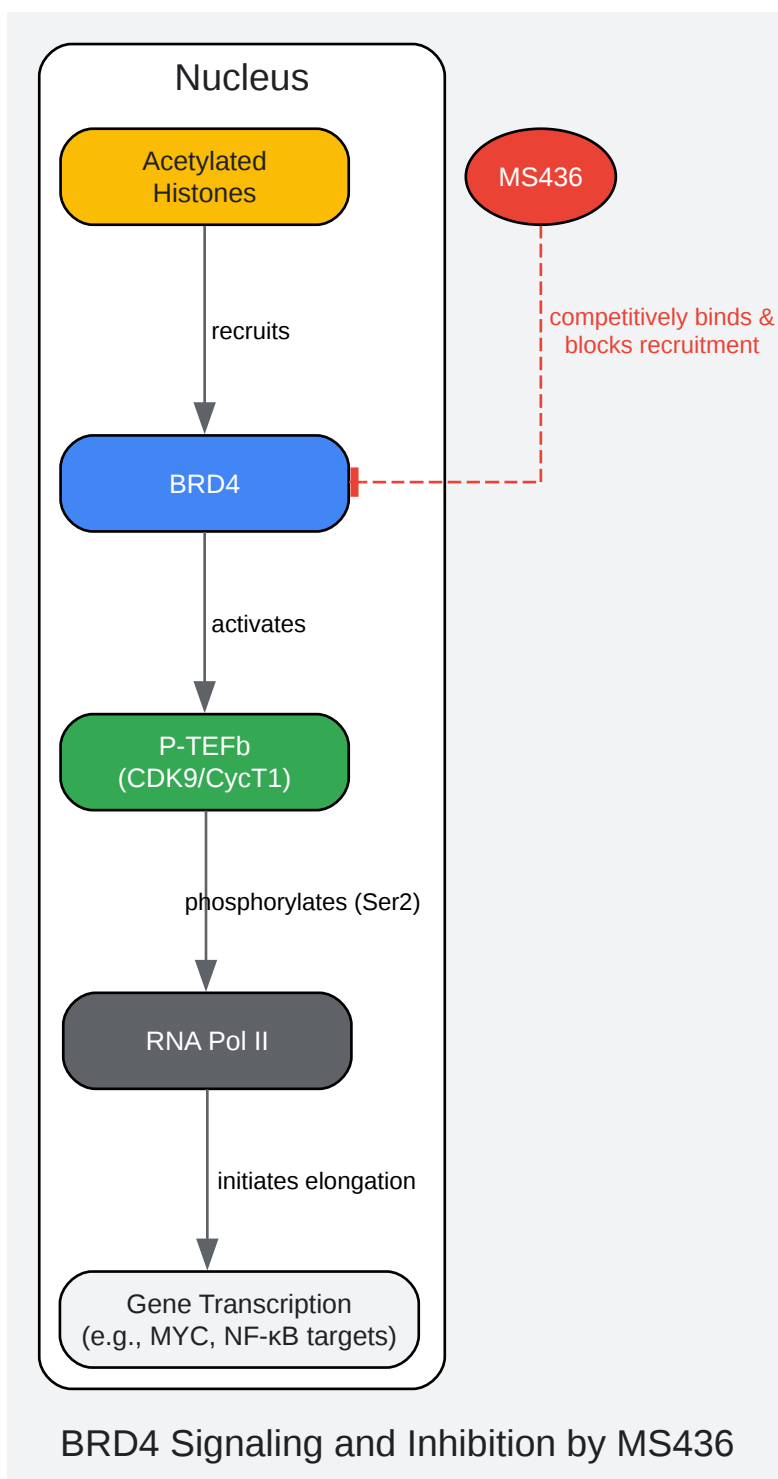 Nucleus
Acetylated
Histones
MS436
recruits
competitively binds &
blocks recruitment
BRD4
activates
P-TEFb
(CDK9/CycT1)
phosphorylates (Ser2)
RNA Pol II
initiates elongation
Gene Transcription
(e.g., MYC, NF-κB targets)
BRD4 Signaling and Inhibition by MS436